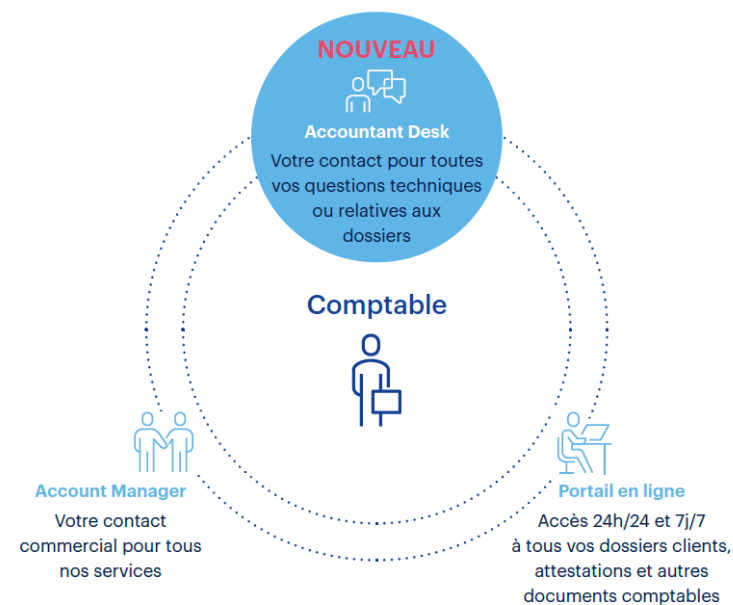 NOUVEAU
Accountant Desk
Votre contact pour toutes
vos questions techniques
ou relatives aux
dossiers
Comptable
Account Manager
Votre contact
commercial pour tous
nos services
Portail en ligne
Accès 24h/24 et 7j/7
à tous vos dossiers clients,
attestations et autres
documents comptables